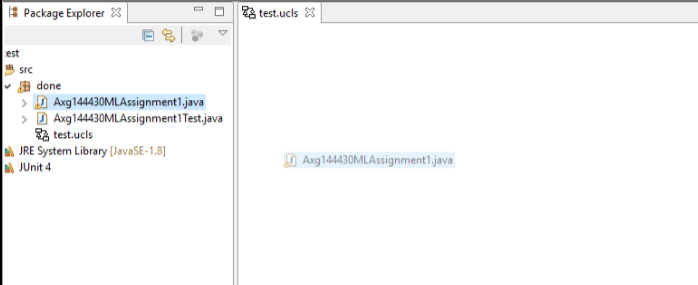 Package Explorer
test.ucls
est
src
done
Axg144430MLAssignment1.java
Axg144430MLAssignment1Test.java
test.ucls
JRE System Library [JavaSE-1.8]
JUnit 4
Axg144430MLAssignment1.java